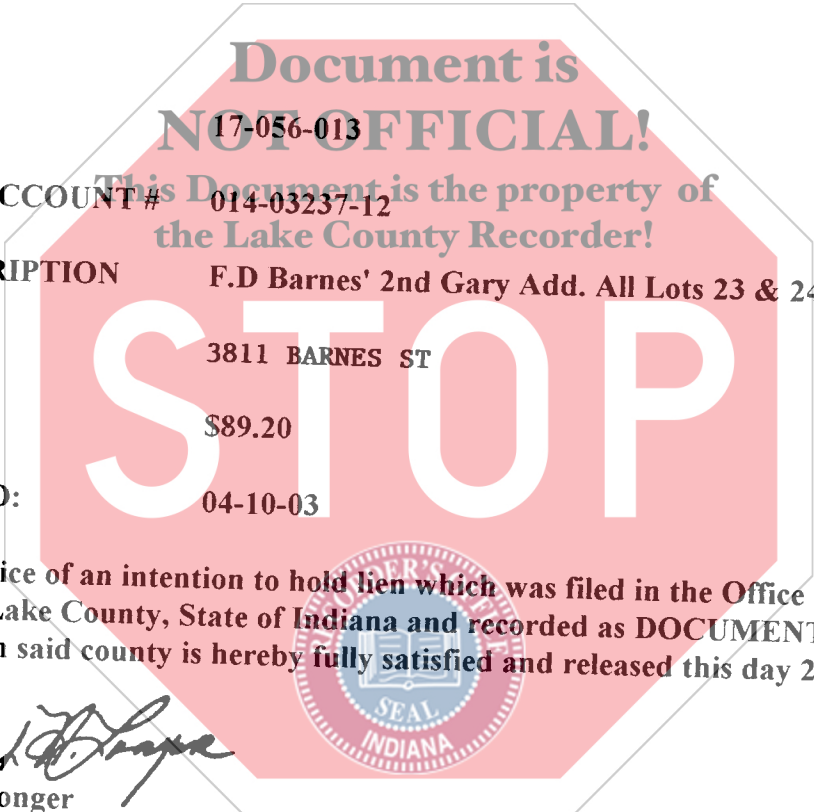 Document is
NOT OFFICIAL!
17-056-013
This Document is the property of
CCOUNT # 014-03237-12
the Lake County Recorder!
RIPTION F.D Barnes' 2nd Gary Add. All Lots 23 & 24
STOP
3811 BARNES ST
$89.20
D: 04-10-03
ice of an intention to hold lien which was filed in the Office
Lake County, State of Indiana and recorded as DOCUMENT
n said county is hereby fully satisfied and released this day 2
SEAL
INDIANA
onger